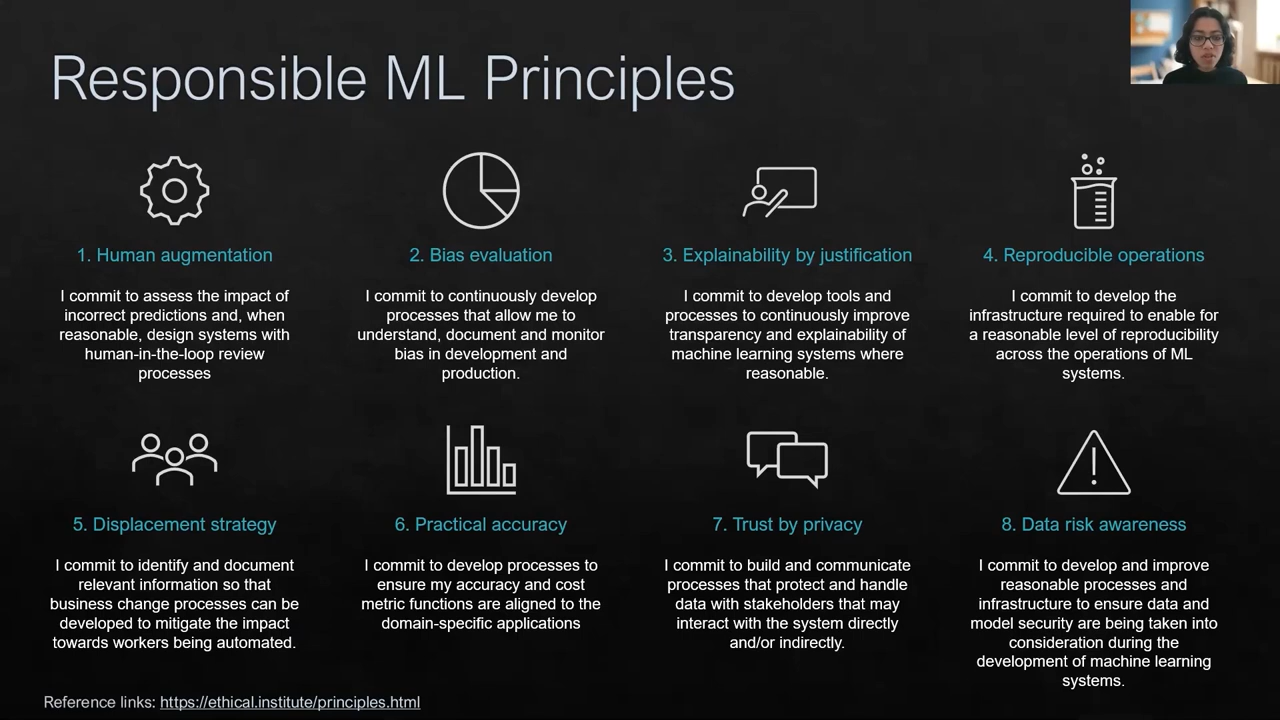 Responsible ML Principles
1. Human augmentation
I commit to assess the impact of
incorrect predictions and, when
reasonable, design systems with
human-in-the-loop review
processes
2. Bias evaluation
I commit to continuously develop
processes that allow me to
understand, document and monitor
bias in development and
production.
3. Explainability by justification
I commit to develop tools and
processes to continuously improve
transparency and explainability of
machine learning systems where
reasonable.
4. Reproducible operations
I commit to develop the
infrastructure required to enable for
a reasonable level of reproducibility
across the operations of ML
systems.
5. Displacement strategy
I commit to identify and document
relevant information so that
business change processes can be
developed to mitigate the impact
towards workers being automated.
6. Practical accuracy
I commit to develop processes to
ensure my accuracy and cost
metric functions are aligned to the
domain-specific applications
7. Trust by privacy
I commit to build and communicate
processes that protect and handle
data with stakeholders that may
interact with the system directly
and/or indirectly.
8. Data risk awareness
I commit to develop and improve
reasonable processes and
infrastructure to ensure data and
model security are being taken into
consideration during the
development of machine learning
systems.
Reference links: https://ethical.institute/principles.html